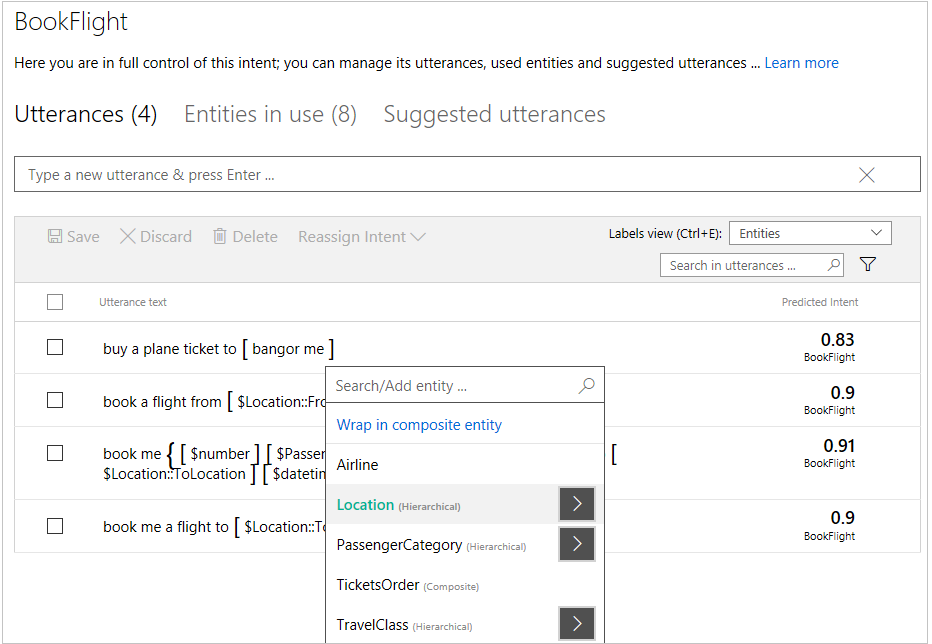 BookFlight
Here you are in full control of this intent; you can manage its utterances, used entities and suggested utterances ... Learn more
Utterances (4) Entities in use (8) Suggested utterances
Type a new utterance & press Enter ...
Save Discard Delete Reassign Intent Labels view (Ctrl+E): Entities
Search in utterances ...
Utterance text Predicted Intent
buy a plane ticket to [ bangor me ] 0.83
BookFlight
book a flight from [ $Location::Fro 0.9
BookFlight
book me { [ $number ] [ $Passen [ 0.91
$Location::ToLocation ] [ $datetim BookFlight
book me a flight to [ $Location::To 0.9
BookFlight
Search/Add entity ...
Wrap in composite entity
Airline
Location (Hierarchical)
PassengerCategory (Hierarchical)
TicketsOrder (Composite)
TravelClass (Hierarchical)